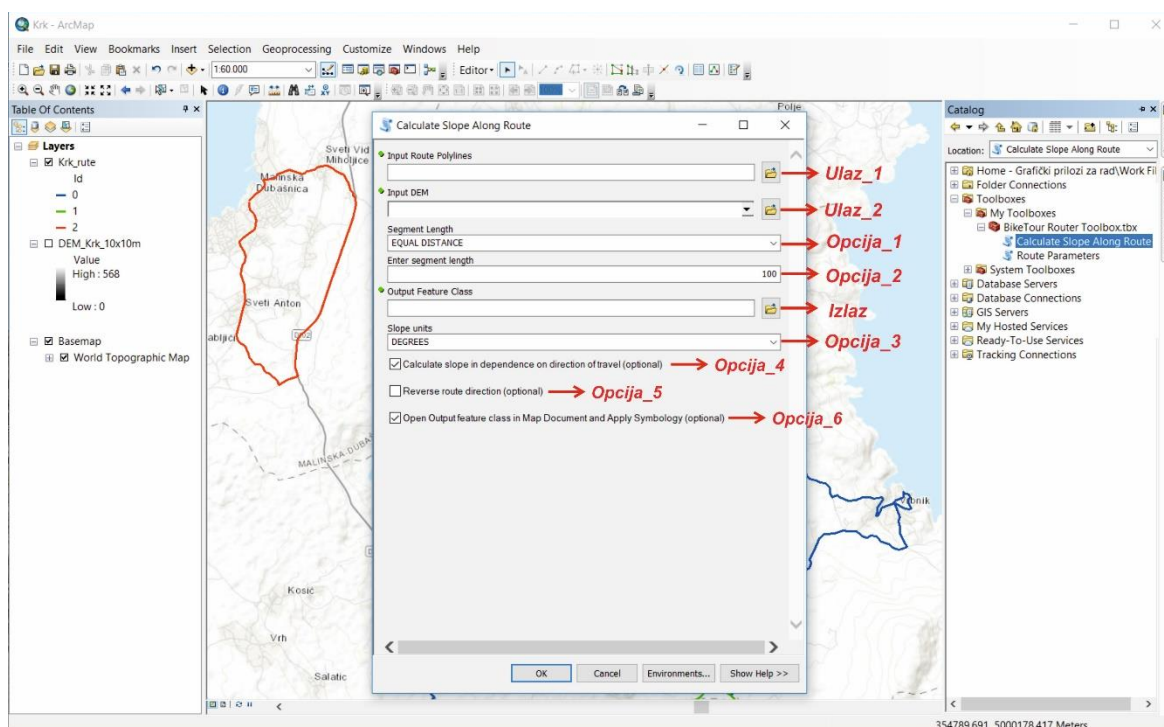 Krk - ArcMap
File Edit View Bookmarks Insert Selection Geoprocessing Customize Windows Help
1:60.000
Editor
Table Of Contents
Layers
Krk_rute
Id
0
1
2
DEM_Krk_10x10m
Value
High : 568
Low : 0
Basemap
World Topographic Map
Polje
Sveti Vid
Miholjice
Malinska
Dubašnica
Sveti Anton
MALINSKA DUBA
Kosic
Vrh
Salatic
Vrbnik
Calculate Slope Along Route
Input Route Polylines
Ulaz_1
Input DEM
Ulaz_2
Segment Length
EQUAL DISTANCE
Opcija_1
Enter segment length
100
Opcija_2
Output Feature Class
Izlaz
Slope units
DEGREES
Opcija_3
Calculate slope in dependence on direction of travel (optional)
Opcija_4
Reverse route direction (optional)
Opcija_5
Open Output feature class in Map Document and Apply Symbology (optional)
Opcija_6
OK Cancel Environments... Show Help >>
Catalog
Location: Calculate Slope Along Route
Home - Grafički prilozi za rad\Work Fil
Folder Connections
Toolboxes
My Toolboxes
BikeTour Router Toolbox.tbx
Calculate Slope Along Route
Route Parameters
System Toolboxes
Database Servers
Database Connections
GIS Servers
My Hosted Services
Ready-To-Use Services
Tracking Connections
354789,691 5000178,417 Meters